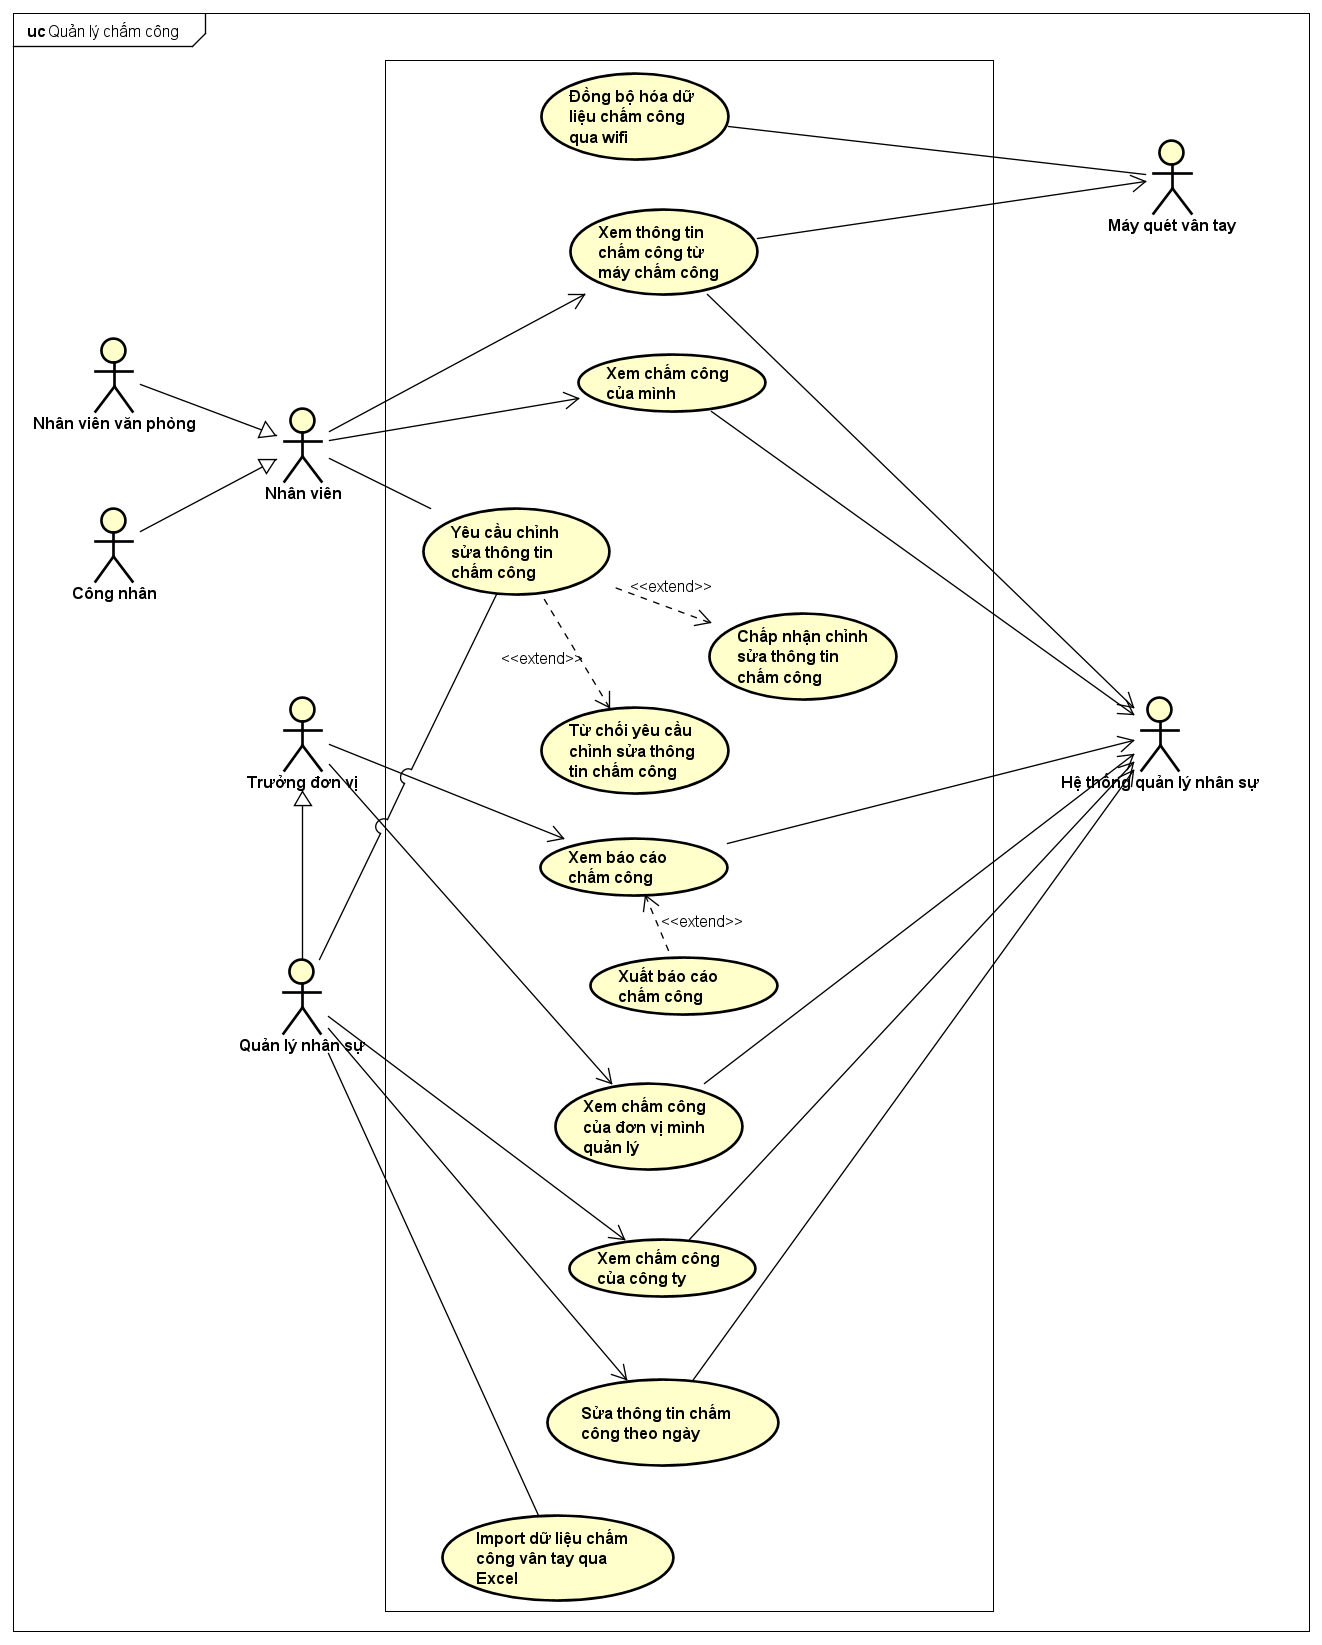 uc Quản lý chấm công
Đồng bộ hóa dữ
liệu chấm công
qua wifi
Máy quét vân tay
Xem thông tin
chấm công từ
máy chấm công
Xem chấm công
của mình
Nhân viên văn phòng
Nhân viên
Công nhân
Yêu cầu chỉnh
sửa thông tin
chấm công
<<extend>>
Chấp nhận chỉnh
sửa thông tin
chấm công
<<extend>>
Từ chối yêu cầu
chỉnh sửa thông
tin chấm công
Trưởng đơn vị
Hệ thống quản lý nhân sự
Xem báo cáo
chấm công
<<extend>>
Xuất báo cáo
chấm công
Quản lý nhân sự
Xem chấm công
của đơn vị mình
quản lý
Xem chấm công
của công ty
Sửa thông tin chấm
công theo ngày
Import dữ liệu chấm
công vân tay qua
Excel